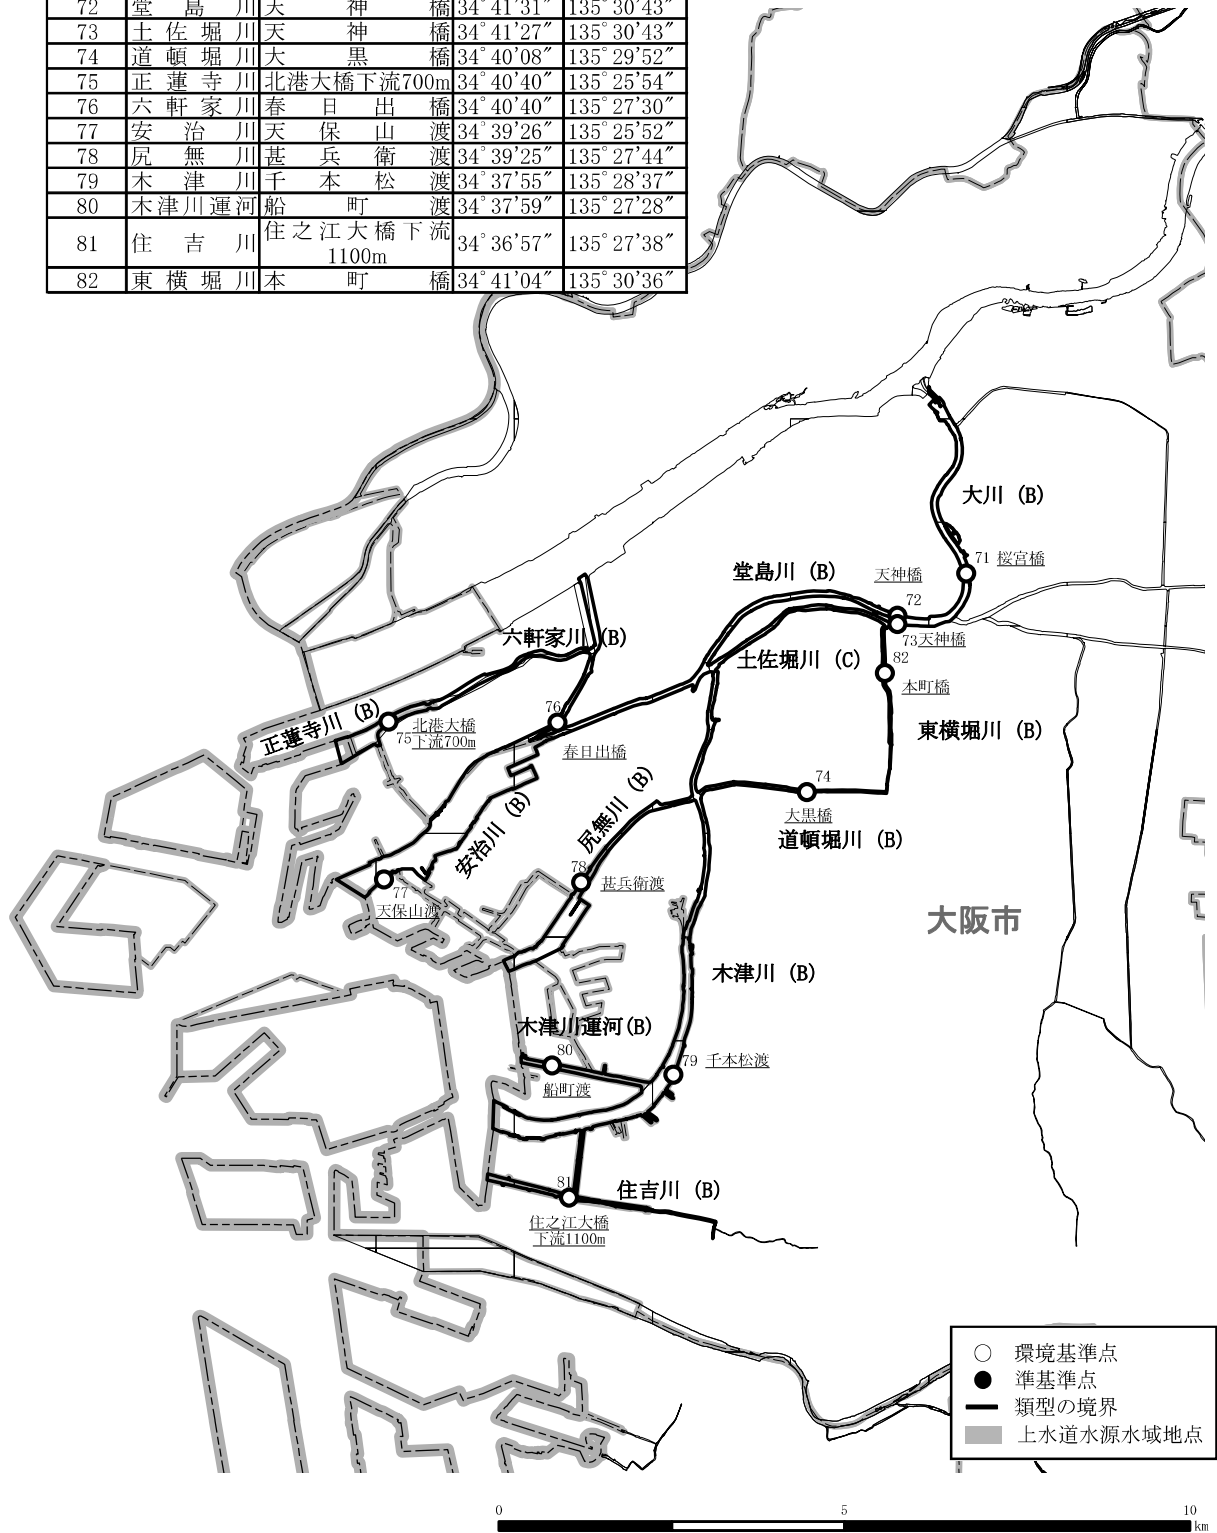 72 堂島川 天神橋 34°41'31″ 135°30'43″
73 土佐堀川 天神橋 34°41'27″ 135°30'43″
74 道頓堀川 大黒橋 34°40'08″ 135°29'52″
75 正蓮寺川 北港大橋下流700m 34°40'40″ 135°25'54″
76 六軒家川 春日出橋 34°40'40″ 135°27'30″
77 安治川 天保山渡 34°39'26″ 135°25'52″
78 尻無川 甚兵衛渡 34°39'25″ 135°27'44″
79 木津川 千本松渡 34°37'55″ 135°28'37″
80 木津川運河 船町渡 34°37'59″ 135°27'28″
81 住吉川 住之江大橋下流
1100m 34°36'57″ 135°27'38″
82 東横堀川 本町橋 34°41'04″ 135°30'36″
大川 (B)
71 桜宮橋
堂島川 (B)
天神橋
72
73天神橋
六軒家川 (B)
土佐堀川 (C)
82
本町橋
正蓮寺川 (B)
76
75
北港大橋
下流700m
春日出橋
東横堀川 (B)
74
大黒橋
道頓堀川 (B)
安治川 (B)
尻無川 (B)
78
甚兵衛渡
77
天保山渡
大阪市
木津川 (B)
木津川運河(B)
80
船町渡
79 千本松渡
81
住吉川 (B)
住之江大橋
下流1100m
環境基準点
準基準点
類型の境界
上水道水源水域地点
0 5 10
km